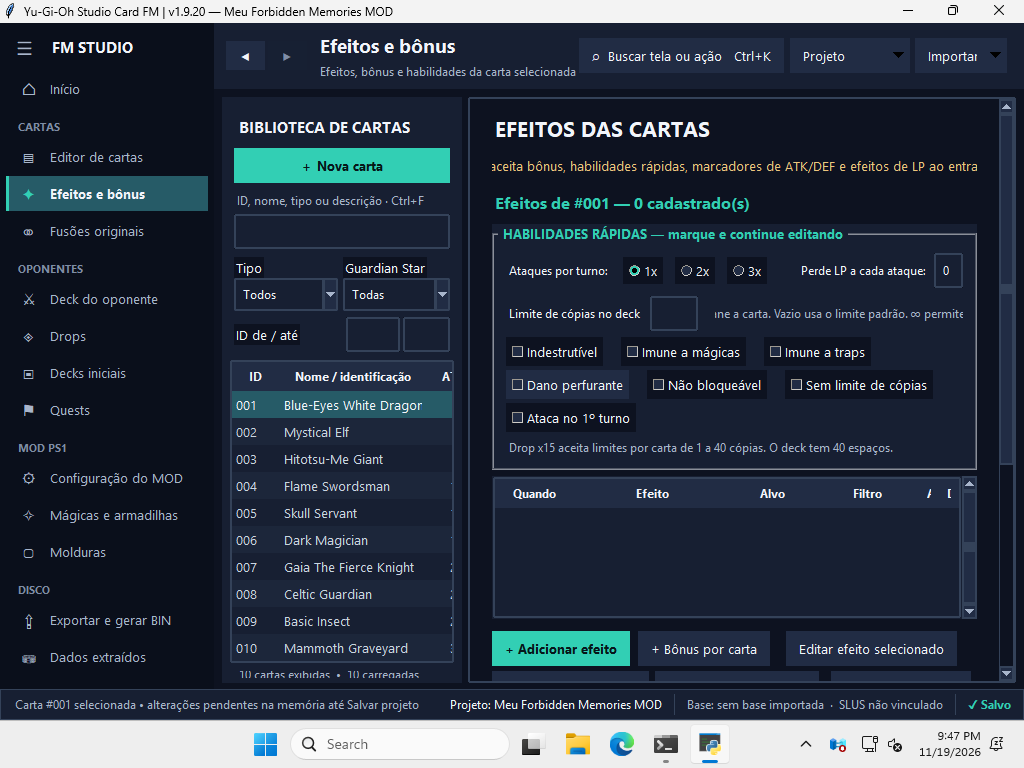 Yu-Gi-Oh Studio Card FM | v1.9.20 — Meu Forbidden Memories MOD
FM STUDIO
Início
CARTAS
Editor de cartas
Efeitos e bônus
Fusões originais
OPONENTES
Deck do oponente
Drops
Decks iniciais
Quests
MOD PS1
Configuração do MOD
Mágicas e armadilhas
Molduras
DISCO
Exportar e gerar BIN
Dados extraídos
Efeitos e bônus
Efeitos, bônus e habilidades da carta selecionada
Buscar tela ou ação Ctrl+K
Projeto
Importar
BIBLIOTECA DE CARTAS
+ Nova carta
ID, nome, tipo ou descrição · Ctrl+F
Tipo Guardian Star
Todos Todas
ID de / até
ID Nome / identificação
001 Blue-Eyes White Dragor
002 Mystical Elf
003 Hitotsu-Me Giant
004 Flame Swordsman
005 Skull Servant
006 Dark Magician
007 Gaia The Fierce Knight
008 Celtic Guardian
009 Basic Insect
010 Mammoth Graveyard
10 cartas exibidas • 10 carregadas
EFEITOS DAS CARTAS
aceita bônus, habilidades rápidas, marcadores de ATK/DEF e efeitos de LP ao entra
Efeitos de #001 — 0 cadastrado(s)
HABILIDADES RÁPIDAS — marque e continue editando
Ataques por turno: 1x 2x 3x Perde LP a cada ataque: 0
Limite de cópias no deck ne a carta. Vazio usa o limite padrão. ∞ permite
Indestrutível Imune a mágicas Imune a traps
Dano perfurante Não bloqueável Sem limite de cópias
Ataca no 1º turno
Drop x15 aceita limites por carta de 1 a 40 cópias. O deck tem 40 espaços.
Quando Efeito Alvo Filtro
+ Adicionar efeito + Bônus por carta Editar efeito selecionado
Carta #001 selecionada • alterações pendentes na memória até Salvar projeto Projeto: Meu Forbidden Memories MOD Base: sem base importada · SLUS não vinculado ✓ Salvo
Search
9:47 PM
11/19/2026